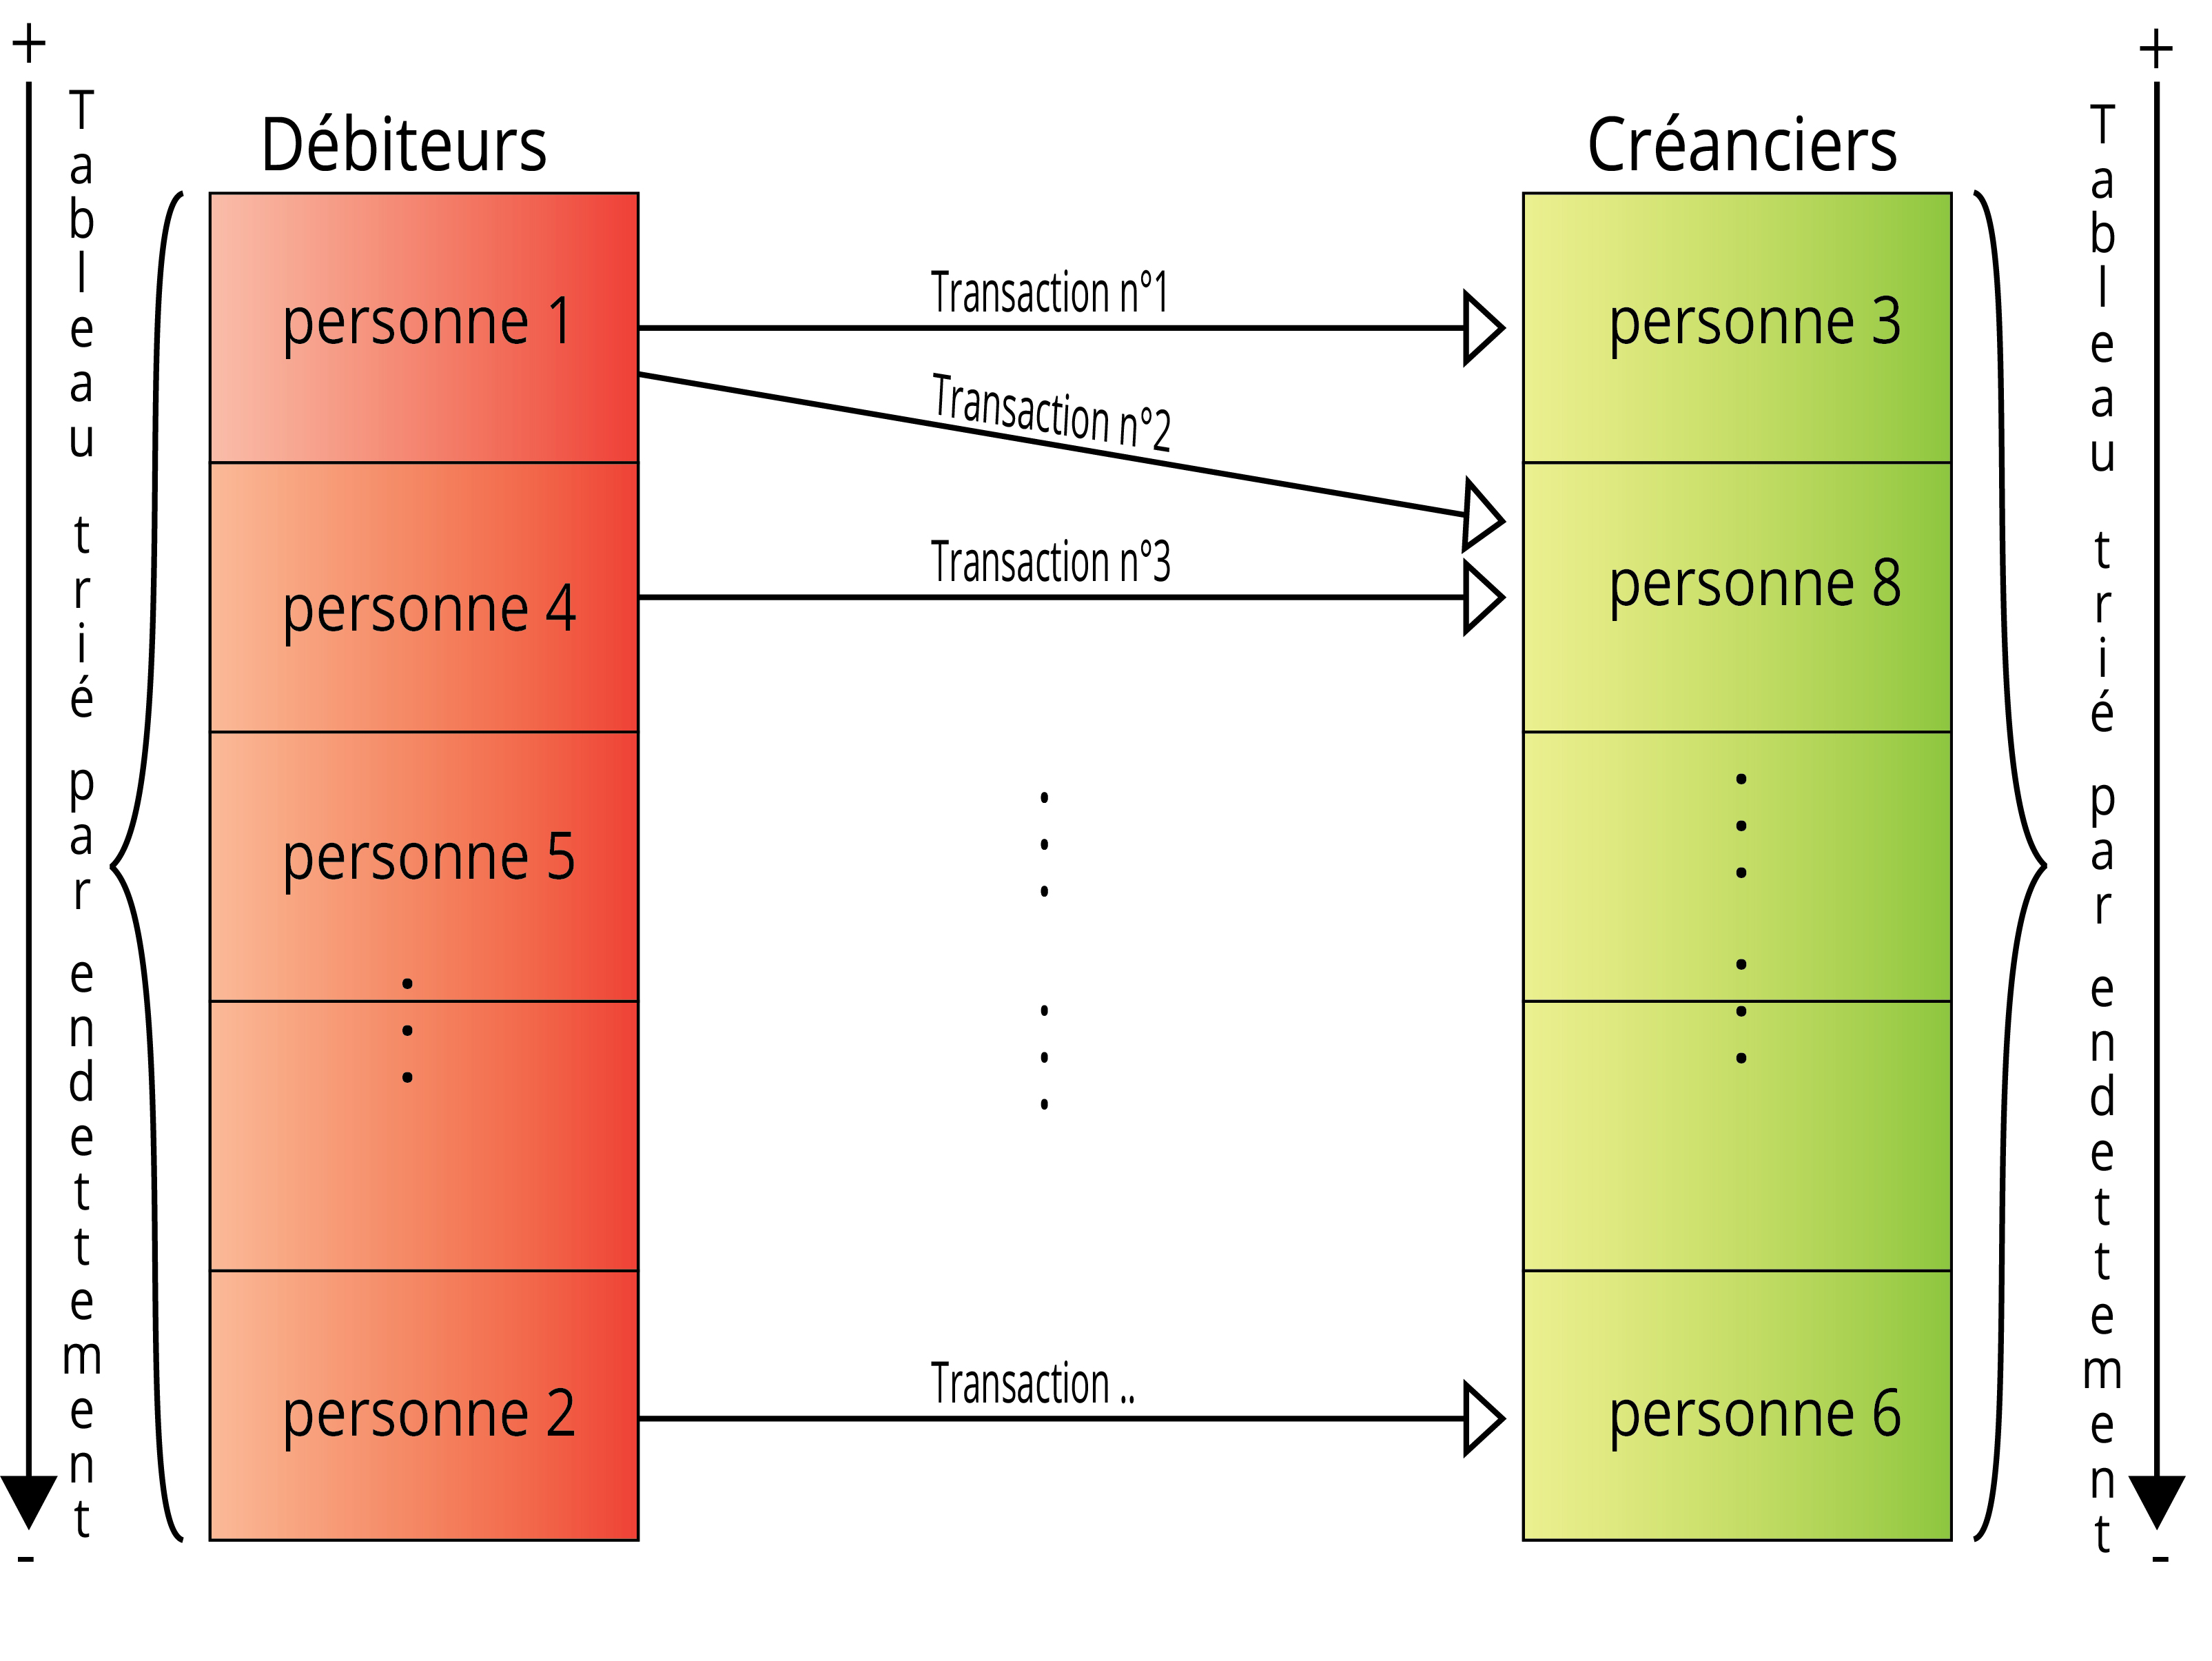 +
+
Tableau trié par endettement
Débiteurs
Créanciers
Tableau trié par endettement
personne 1
Transaction n°1
personne 3
Transaction n°2
personne 4
Transaction n°3
personne 8
personne 5
personne 2
Transaction ..
personne 6
-
-